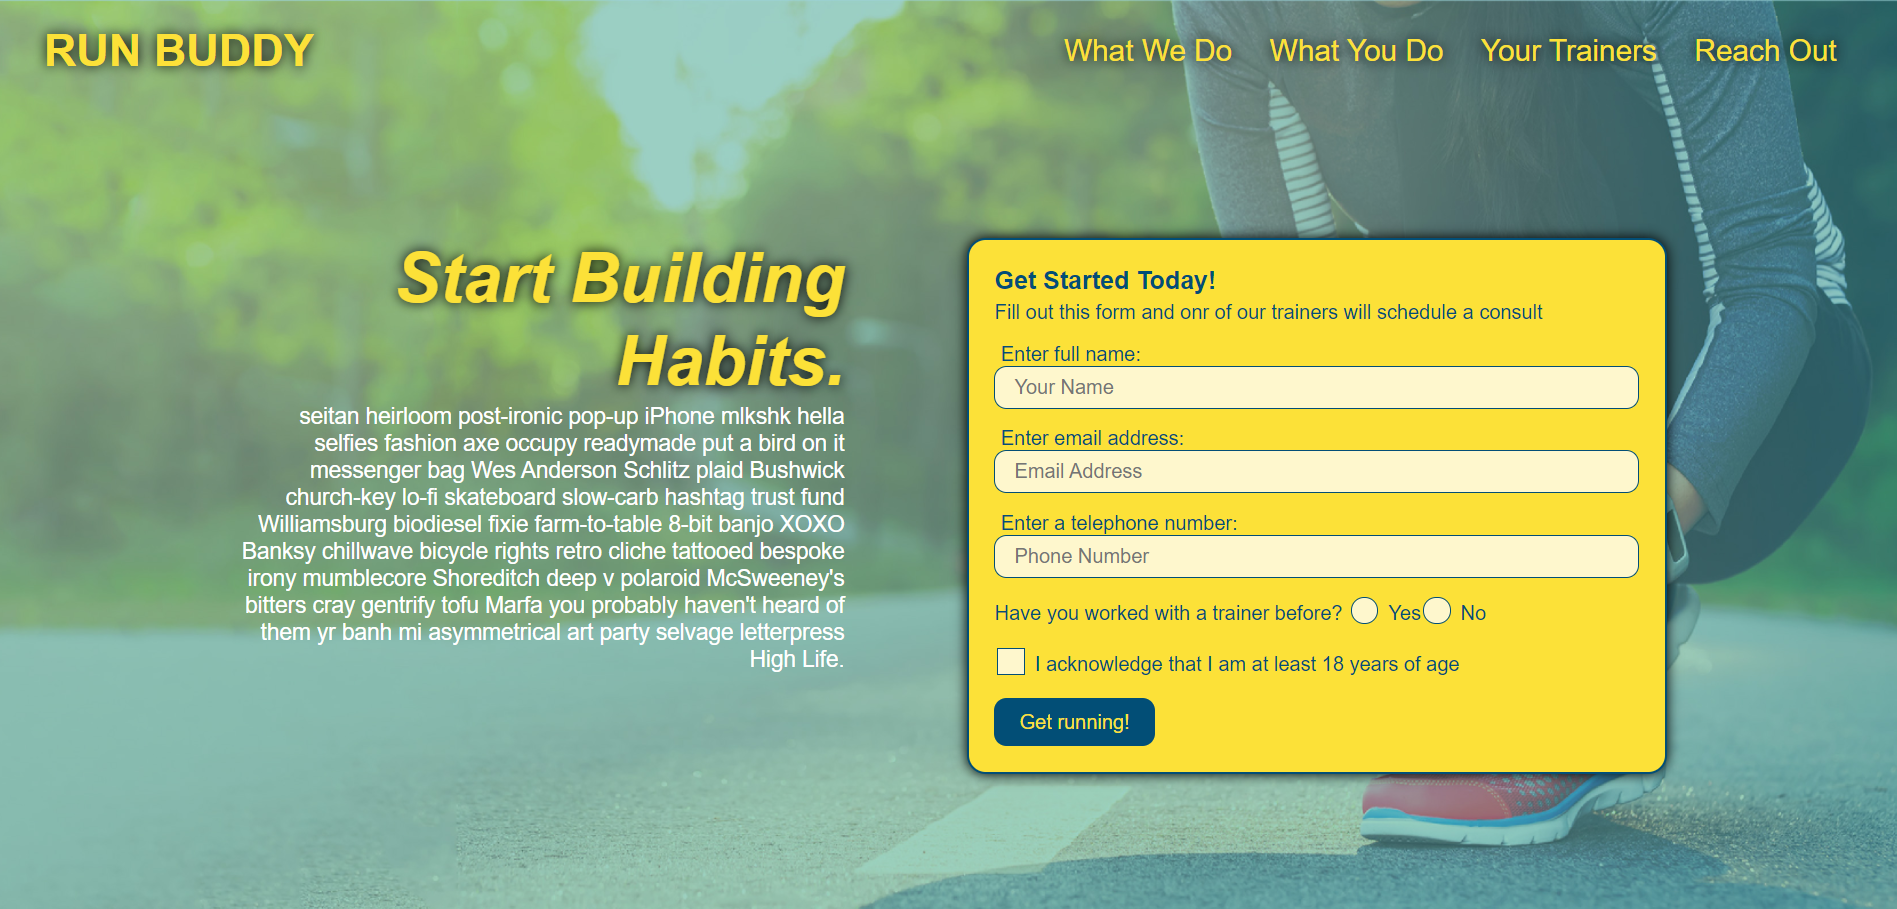 RUN BUDDY
What We Do What You Do Your Trainers Reach Out
Start Building
Habits.
seitan heirloom post-ironic pop-up iPhone mlkshk hella
selfies fashion axe occupy readymade put a bird on it
messenger bag Wes Anderson Schlitz plaid Bushwick
church-key lo-fi skateboard slow-carb hashtag trust fund
Williamsburg biodiesel fixie farm-to-table 8-bit banjo XOXO
Banksy chillwave bicycle rights retro cliche tattooed bespoke
irony mumblecore Shoreditch deep v polaroid McSweeney's
bitters cray gentrify tofu Marfa you probably haven't heard of
them yr banh mi asymmetrical art party selvage letterpress
High Life.
Get Started Today!
Fill out this form and onr of our trainers will schedule a consult
Enter full name:
Your Name
Enter email address:
Email Address
Enter a telephone number:
Phone Number
Have you worked with a trainer before? Yes No
I acknowledge that I am at least 18 years of age
Get running!